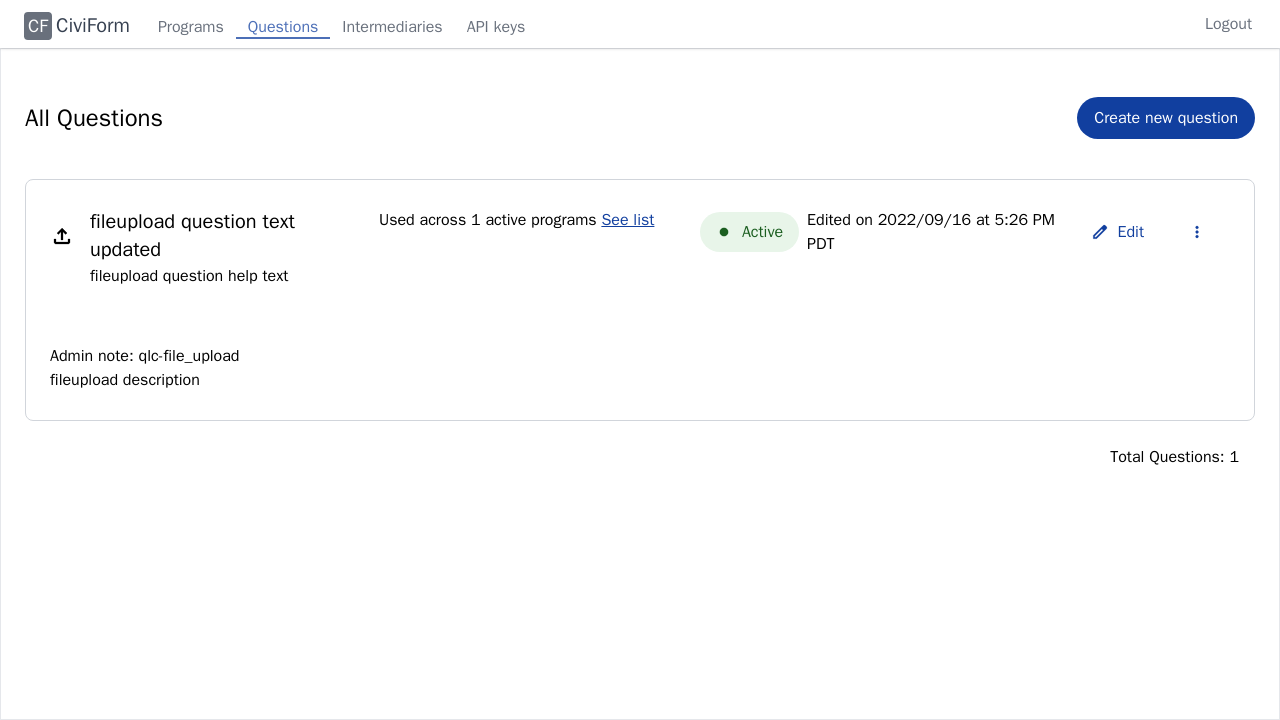 CF CiviForm Programs Questions Intermediaries API keys Logout
All Questions Create new question
fileupload question text
updated
fileupload question help text
Used across 1 active programs See list
Active
Edited on 2022/09/16 at 5:26 PM
PDT
Edit
Admin note: qlc-file_upload
fileupload description
Total Questions: 1